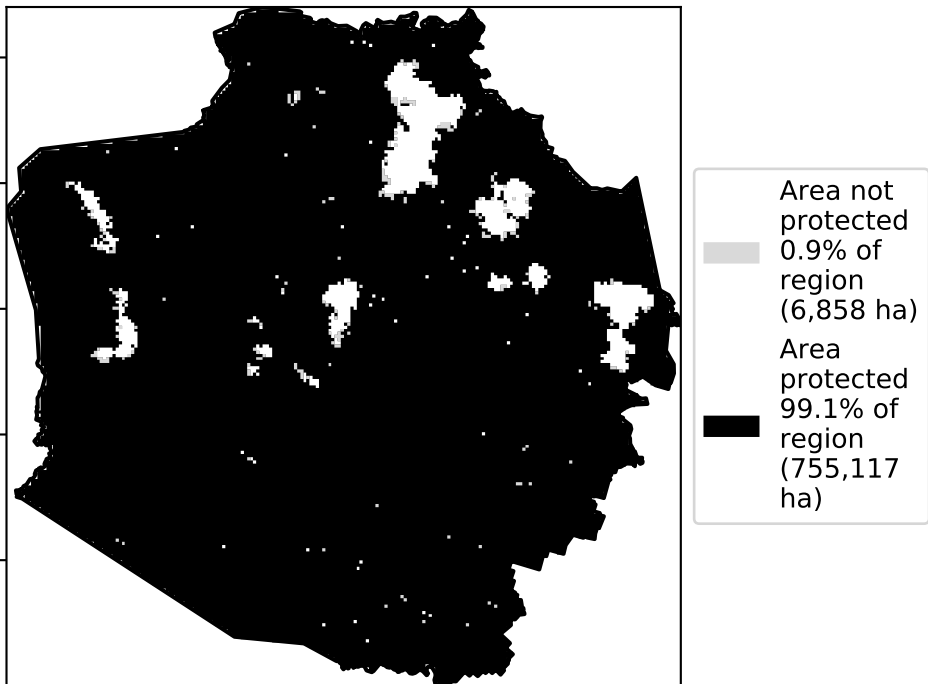 Area not
protected
0.9% of
region
(6,858 ha)
Area
protected
99.1% of
region
(755,117
ha)